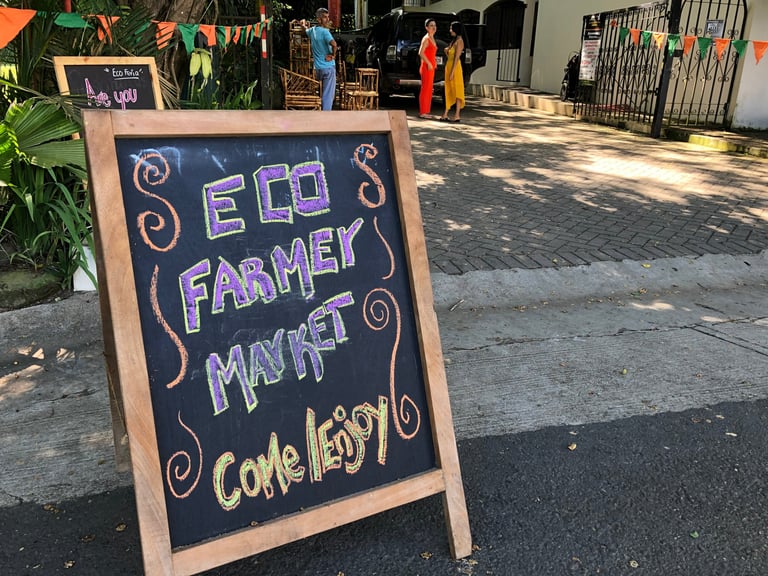 "Eco Feria"
Are you
ECO
FARMER
MARKET
COME/ENJOY